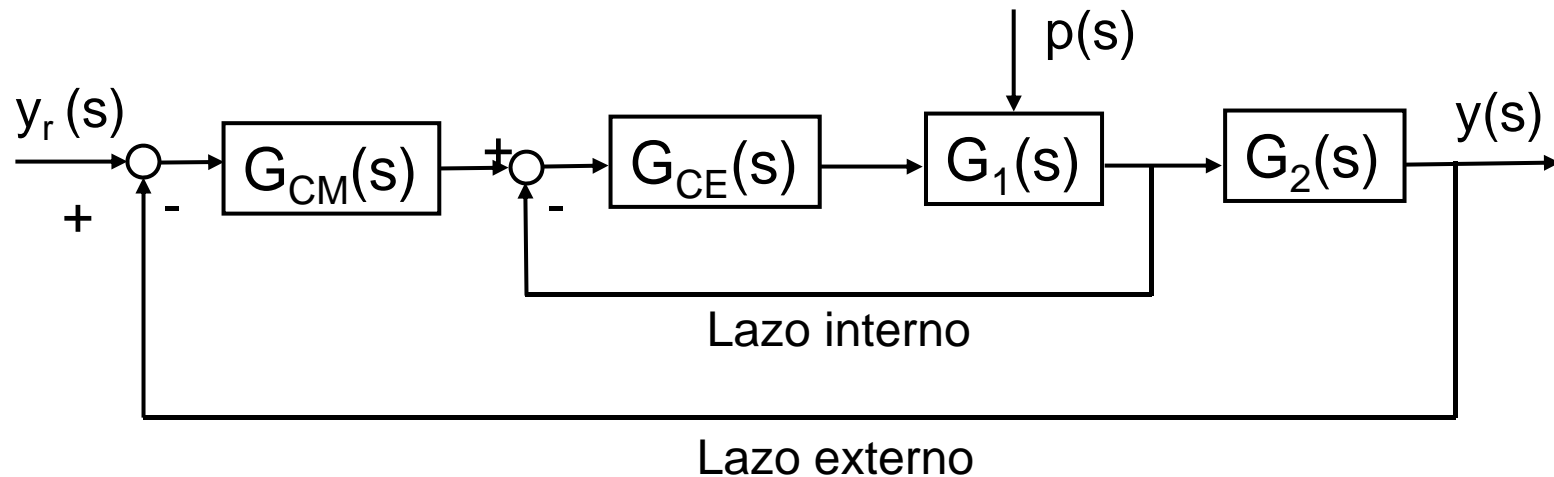 p(s)
y_r (s)
y(s)
+
G_CM(s)
G_CE(s)
G_1(s)
G_2(s)
+
-
-
Lazo interno
Lazo externo